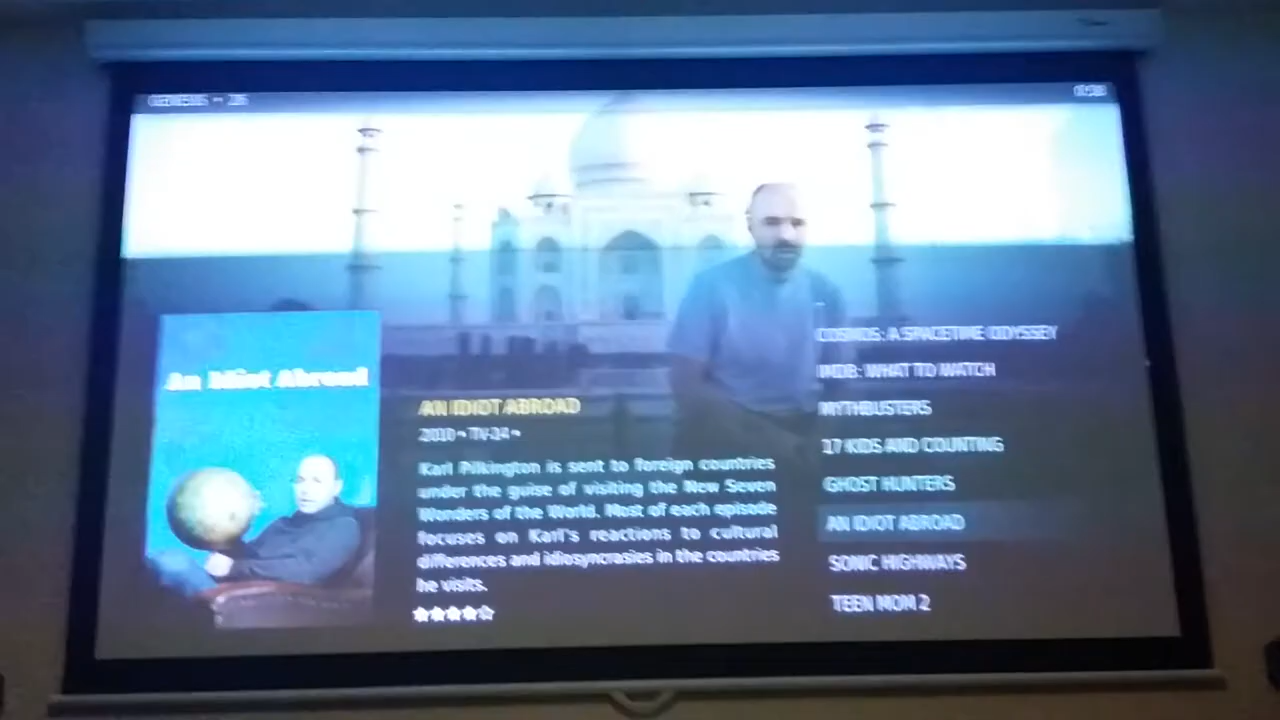 An Idiot Abroad
AN IDIOT ABROAD
2010 • TV-14 •
Karl Pilkington is sent to foreign countries
under the guise of visiting the New Seven
Wonders of the World. Most of each episode
focuses on Karl's reactions to cultural
differences and idiosyncrasies in the countries
he visits.
COSMOS: A SPACETIME ODYSSEY
IMDB: WHAT TO WATCH
MYTHBUSTERS
17 KIDS AND COUNTING
GHOST HUNTERS
AN IDIOT ABROAD
SONIC HIGHWAYS
TEEN MOM 2